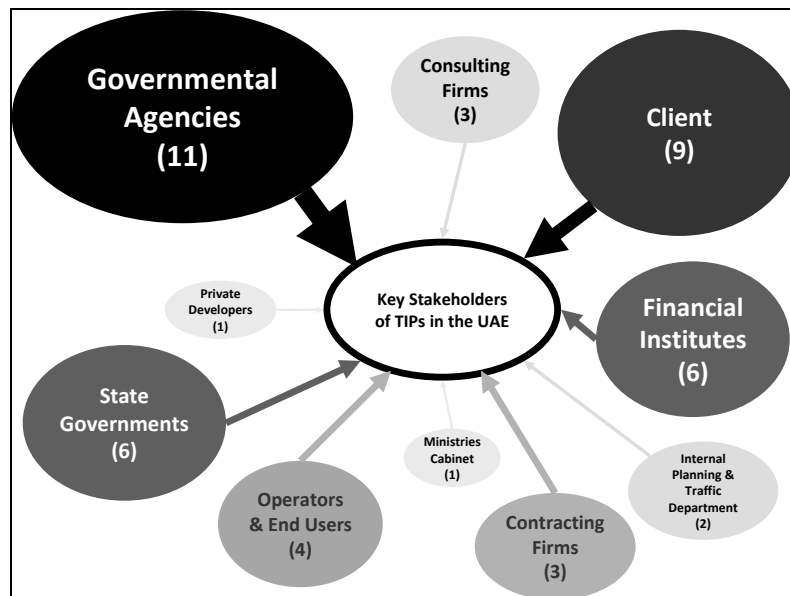 Governmental
Agencies
(11)
Consulting
Firms
(3)
Client
(9)
Private
Developers
(1)
Key Stakeholders
of TIPs in the UAE
Financial
Institutes
(6)
State
Governments
(6)
Ministries
Cabinet
(1)
Internal
Planning &
Traffic
Department
(2)
Operators
& End Users
(4)
Contracting
Firms
(3)